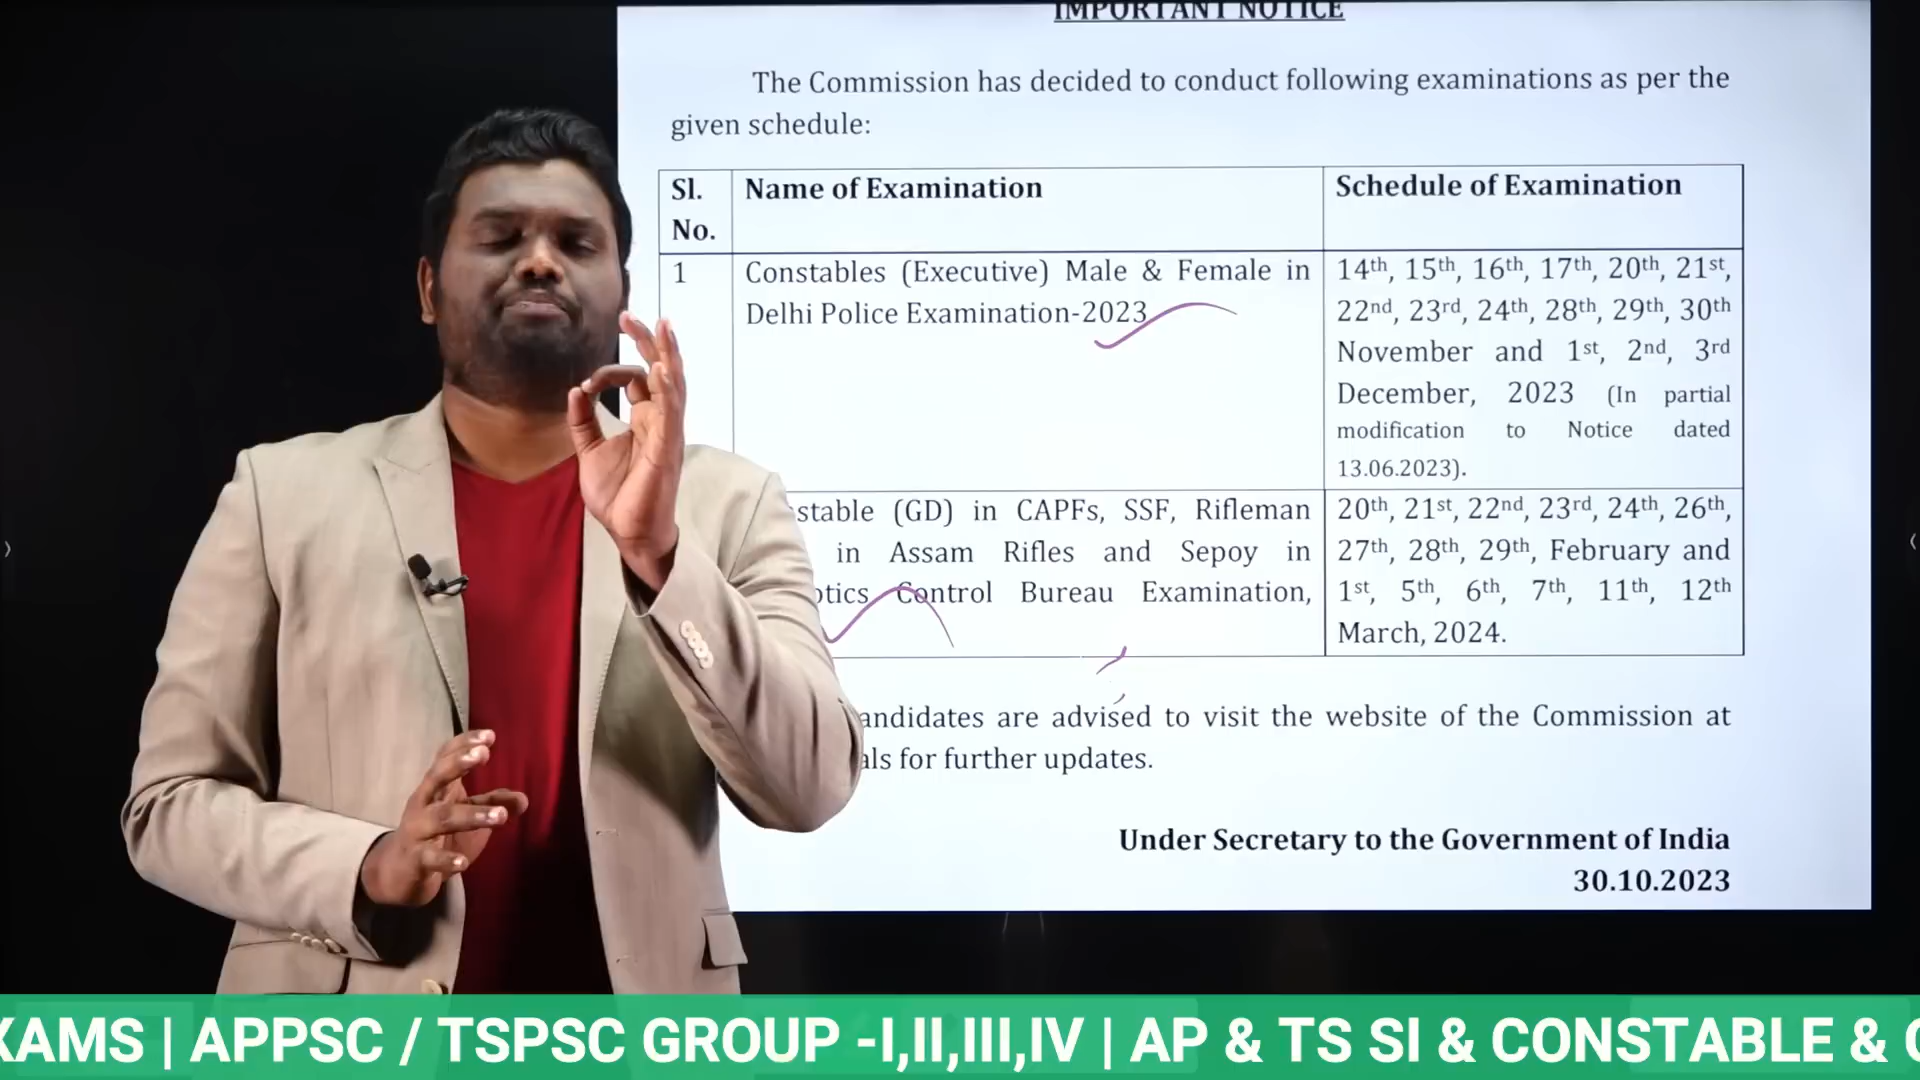 IMPORTANT NOTICE
The Commission has decided to conduct following examinations as per the
given schedule:
Sl.
No.
Name of Examination
Schedule of Examination
1
Constables (Executive) Male & Female in
Delhi Police Examination-2023
14th, 15th, 16th, 17th, 20th, 21st,
22nd, 23rd, 24th, 28th, 29th, 30th
November and 1st, 2nd, 3rd
December, 2023 (In partial
modification to Notice dated
13.06.2023).
stable (GD) in CAPFs, SSF, Rifleman
in Assam Rifles and Sepoy in
otics Control Bureau Examination,
20th, 21st, 22nd, 23rd, 24th, 26th,
27th, 28th, 29th, February and
1st, 5th, 6th, 7th, 11th, 12th
March, 2024.
andidates are advised to visit the website of the Commission at
als for further updates.
Under Secretary to the Government of India
30.10.2023
XAMS | APPSC / TSPSC GROUP -I,II,III,IV | AP & TS SI & CONSTABLE &